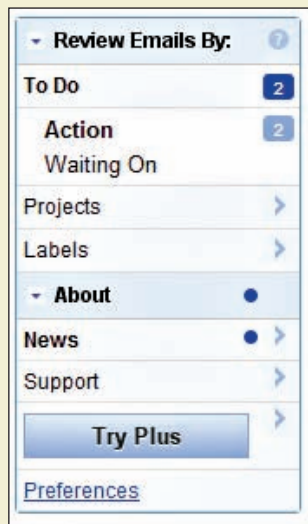 Review Emails By: ?
To Do 2
Action 2
Waiting On
Projects
Labels
About
News
Support
Try Plus
Preferences